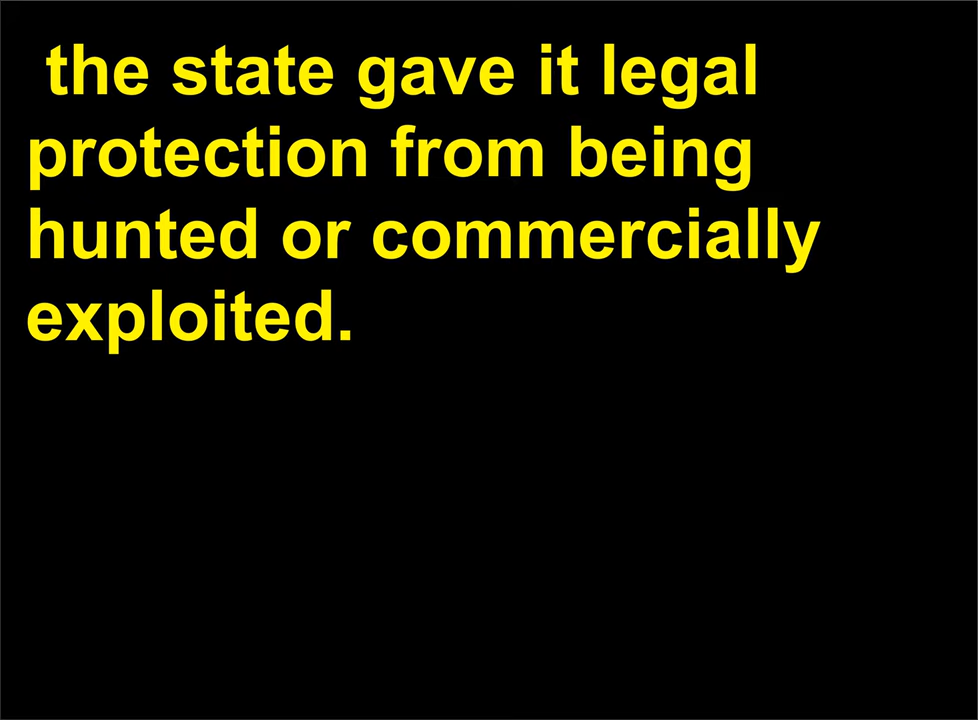 the state gave it legal
protection from being
hunted or commercially
exploited.